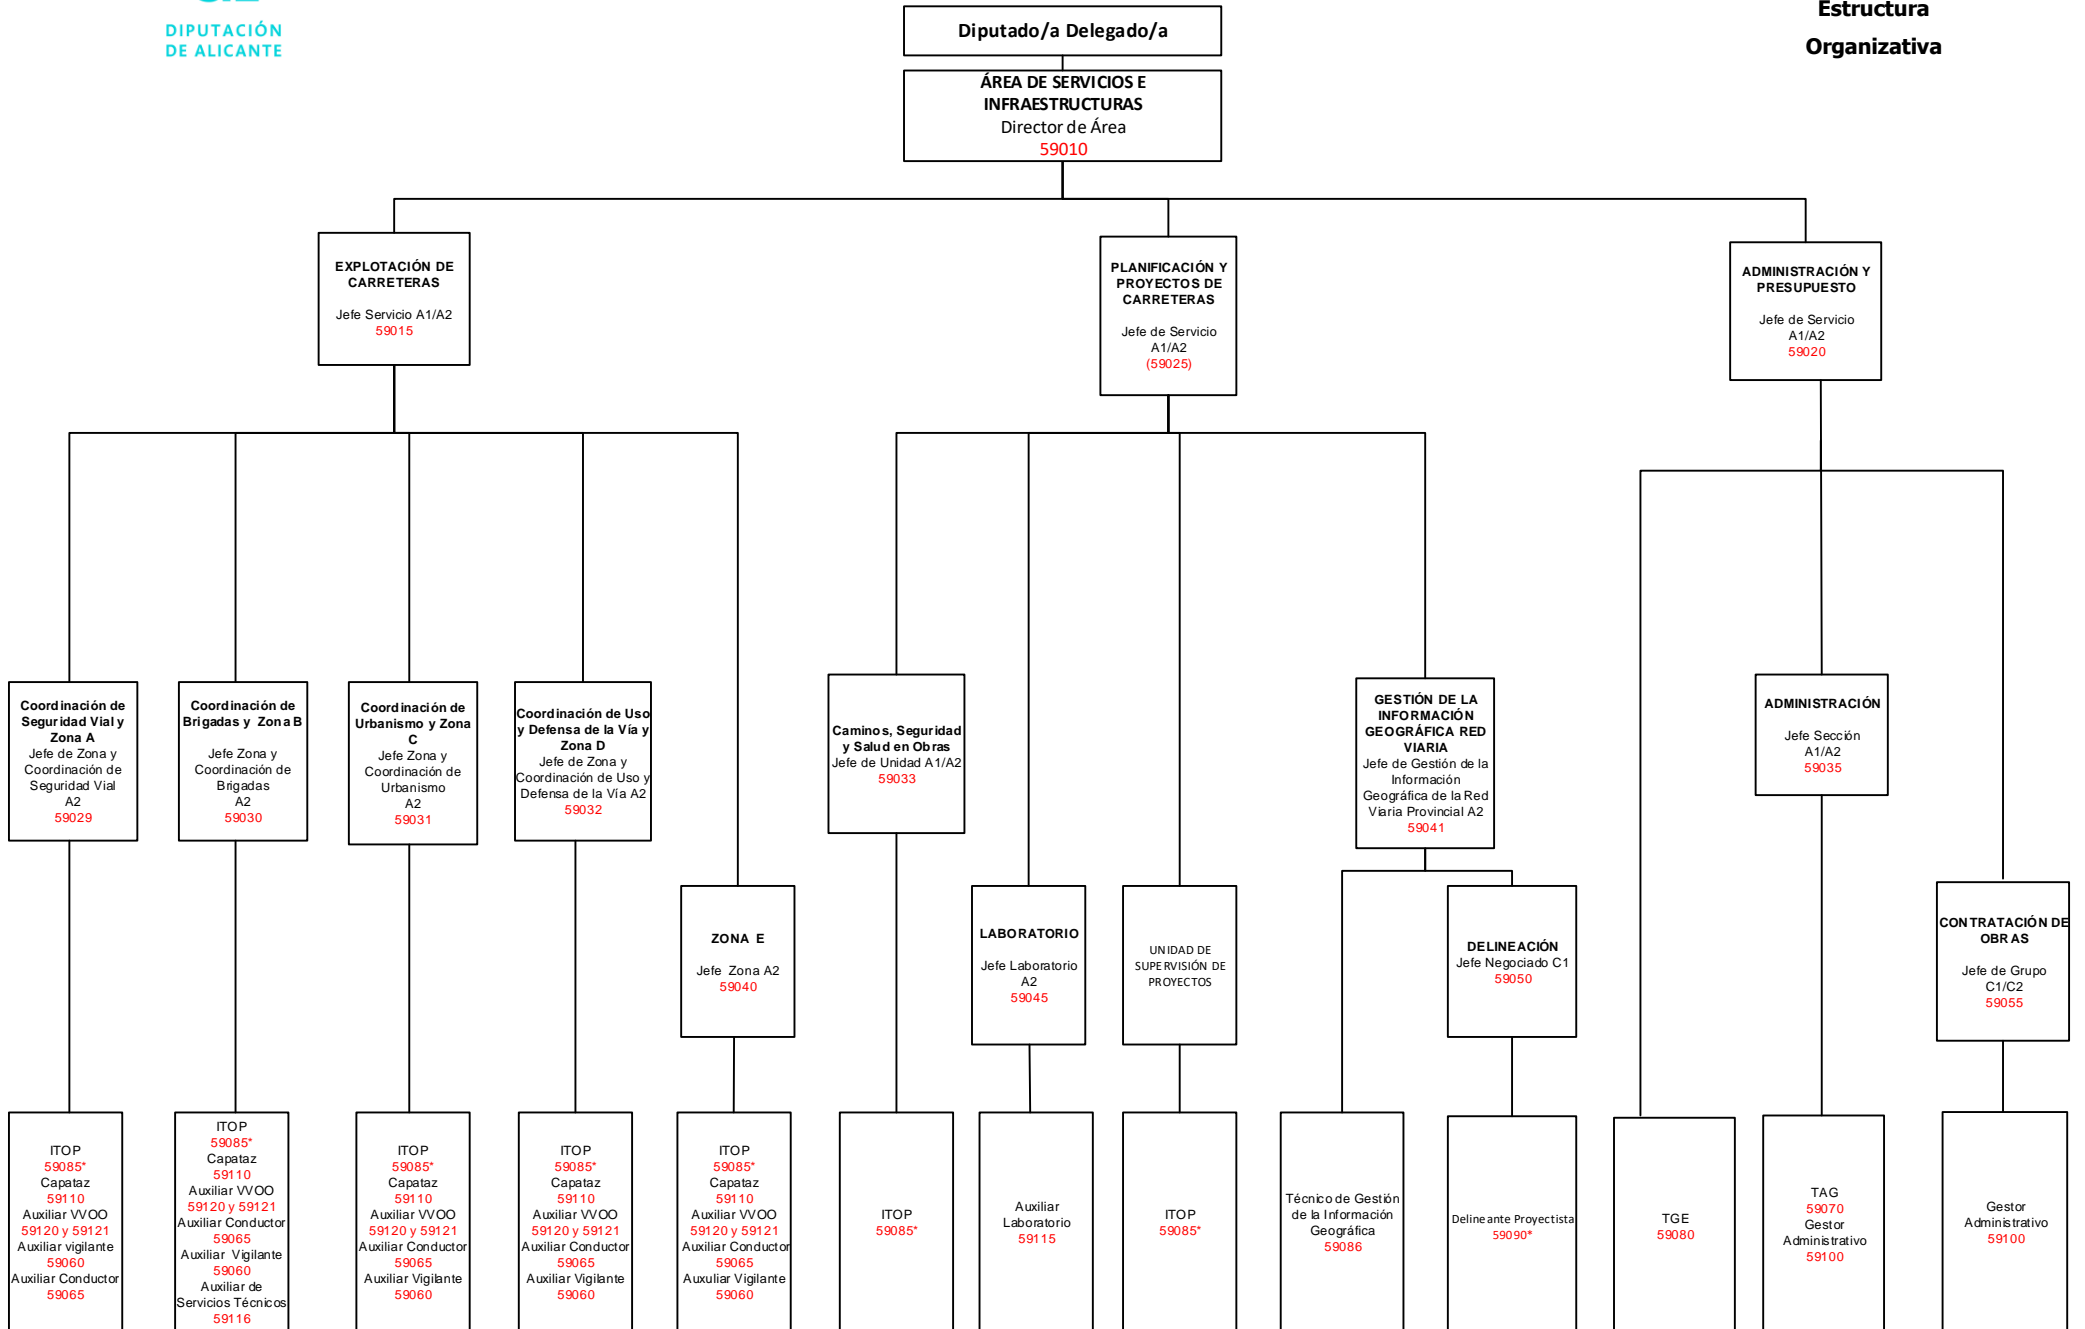 DIPUTACIÓN
DE ALICANTE
Estructura
Organizativa
Diputado/a Delegado/a
ÁREA DE SERVICIOS E
INFRAESTRUCTURAS
Director de Área
59010
EXPLOTACIÓN DE
CARRETERAS
Jefe Servicio A1/A2
59015
PLANIFICACIÓN Y
PROYECTOS DE
CARRETERAS
Jefe de Servicio
A1/A2
(59025)
ADMINISTRACIÓN Y
PRESUPUESTO
Jefe de Servicio
A1/A2
59020
Coordinación de
Seguridad Vial y
Zona A
Jefe de Zona y
Coordinación de
Seguridad Vial
A2
59029
Coordinación de
Brigadas y Zona B
Jefe Zona y
Coordinación de
Brigadas
A2
59030
Coordinación de
Urbanismo y Zona
C
Jefe Zona y
Coordinación de
Urbanismo
A2
59031
Coordinación de Uso
y Defensa de la Vía y
Zona D
Jefe de Zona y
Coordinación de Uso y
Defensa de la Vía A2
59032
ZONA E
Jefe Zona A2
59040
Caminos, Seguridad
y Salud en Obras
Jefe de Unidad A1/A2
59033
LABORATORIO
Jefe Laboratorio
A2
59045
UNIDAD DE
SUPERVISIÓN DE
PROYECTOS
GESTIÓN DE LA
INFORMACIÓN
GEOGRÁFICA RED
VIARIA
Jefe de Gestión de la
Información
Geográfica de la Red
Viaria Provincial A2
59041
DELINEACIÓN
Jefe Negociado C1
59050
ADMINISTRACIÓN
Jefe Sección
A1/A2
59035
CONTRATACIÓN DE
OBRAS
Jefe de Grupo
C1/C2
59055
ITOP
59085*
Capataz
59110
Auxiliar VVOO
59120 y 59121
Auxiliar vigilante
59060
Auxiliar Conductor
59065
ITOP
59085*
Capataz
59110
Auxiliar VVOO
59120 y 59121
Auxiliar Conductor
59065
Auxiliar Vigilante
59060
Auxiliar de
Servicios Técnicos
59116
ITOP
59085*
Capataz
59110
Auxiliar VVOO
59120 y 59121
Auxiliar Conductor
59065
Auxiliar Vigilante
59060
ITOP
59085*
Capataz
59110
Auxiliar VVOO
59120 y 59121
Auxiliar Conductor
59065
Auxiliar Vigilante
59060
ITOP
59085*
Capataz
59110
Auxiliar VVOO
59120 y 59121
Auxiliar Conductor
59065
Auxuliar Vigilante
59060
ITOP
59085*
Auxiliar
Laboratorio
59115
ITOP
59085*
Técnico de Gestión
de la Información
Geográfica
59086
Delineante Proyectista
59090*
TGE
59080
TAG
59070
Gestor
Administrativo
59100
Gestor
Administrativo
59100